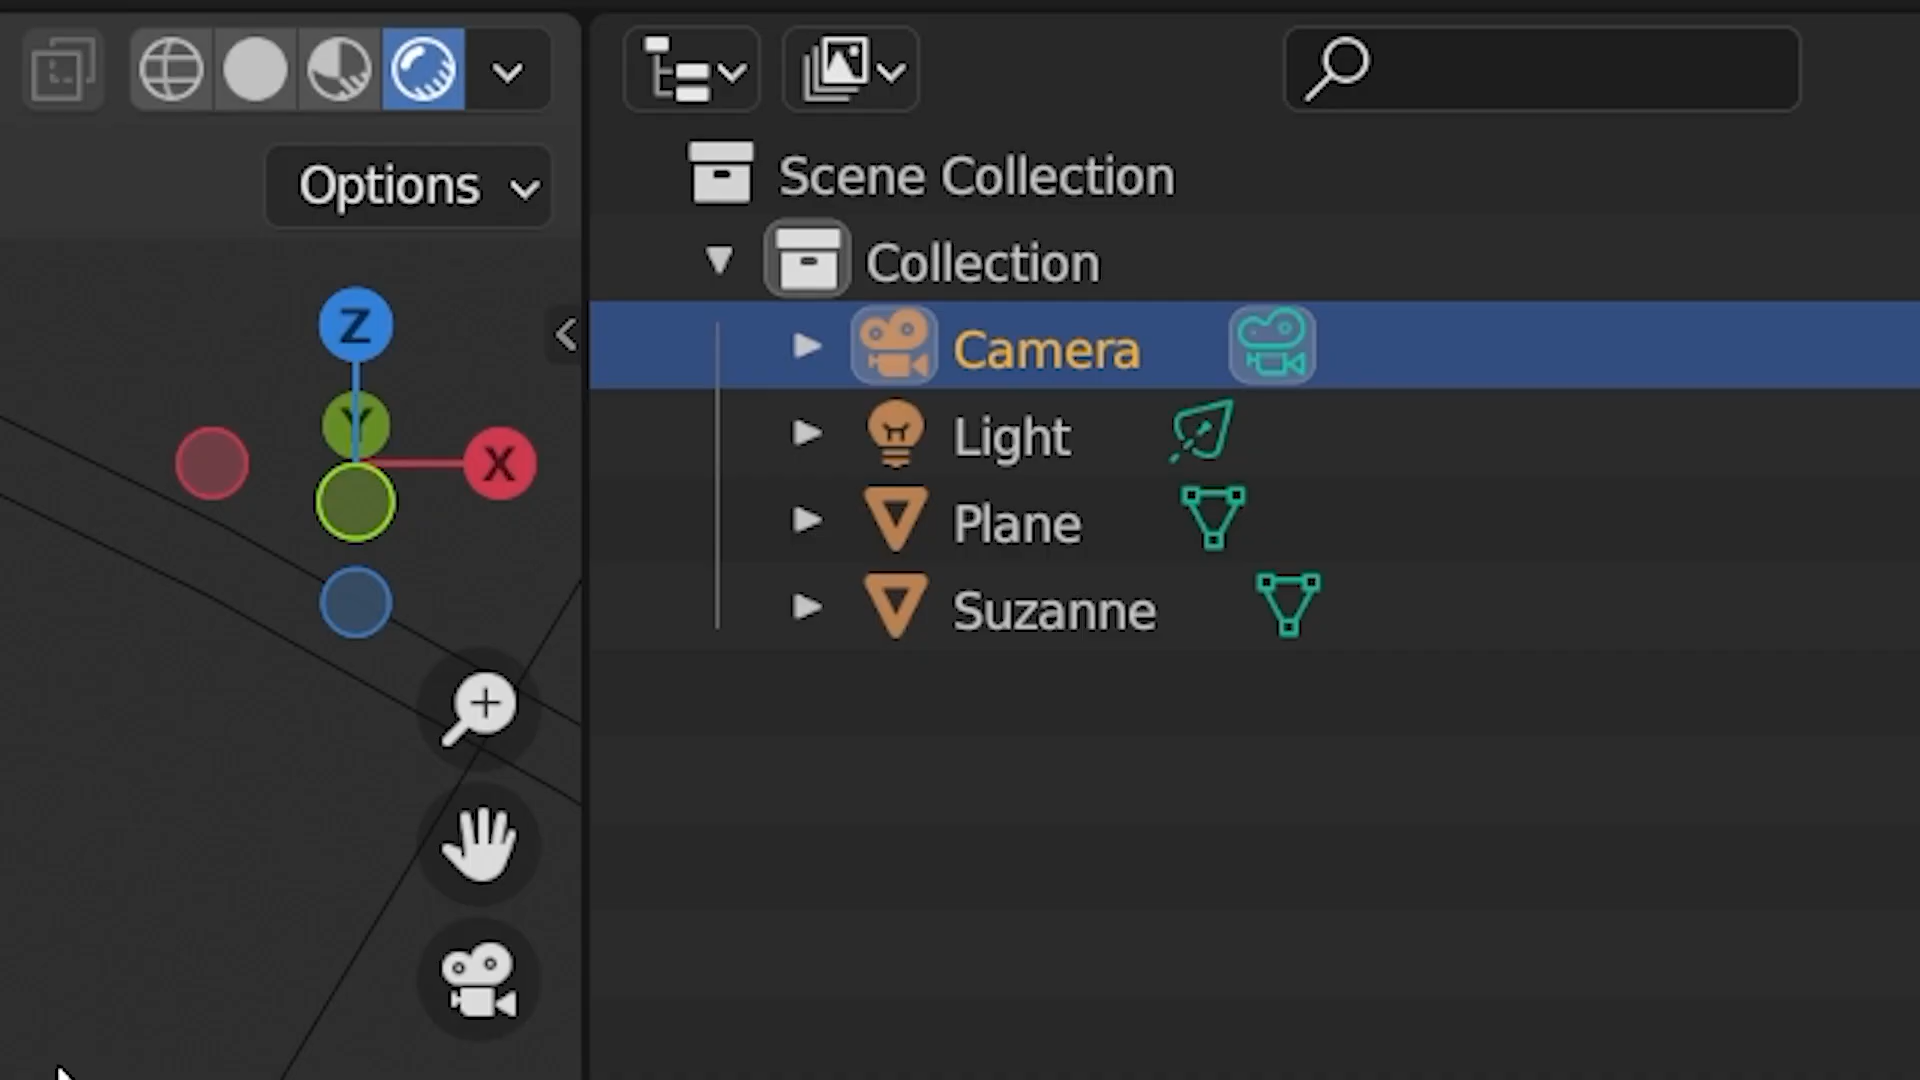 Options
Z
Y
X
Scene Collection
Collection
Camera
Light
Plane
Suzanne